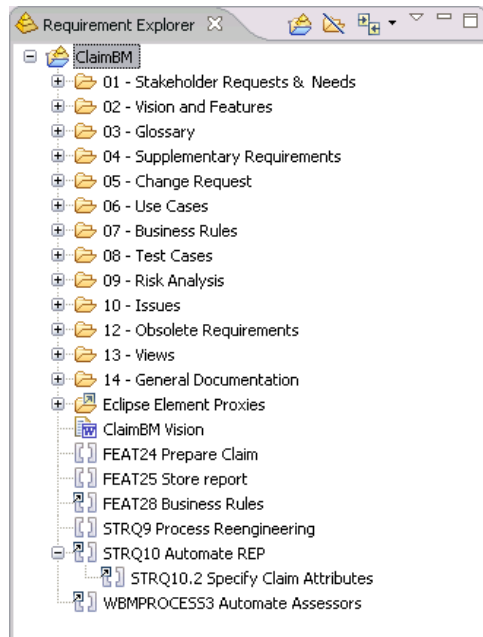 Requirement Explorer
ClaimBM
01 - Stakeholder Requests & Needs
02 - Vision and Features
03 - Glossary
04 - Supplementary Requirements
05 - Change Request
06 - Use Cases
07 - Business Rules
08 - Test Cases
09 - Risk Analysis
10 - Issues
12 - Obsolete Requirements
13 - Views
14 - General Documentation
Eclipse Element Proxies
ClaimBM Vision
FEAT24 Prepare Claim
FEAT25 Store report
FEAT28 Business Rules
STRQ9 Process Reengineering
STRQ10 Automate REP
STRQ10.2 Specify Claim Attributes
WBMPROCESS3 Automate Assessors